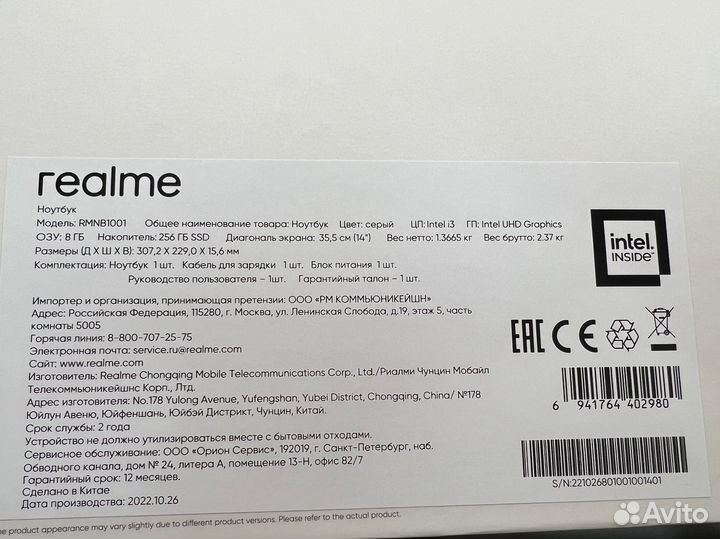 realme
Ноутбук
Модель: RMNB1001 Общее наименование товара: Ноутбук Цвет: серый ЦП: Intel i3 ГП: Intel UHD Graphics
ОЗУ: 8 ГБ Накопитель: 256 ГБ SSD Диагональ экрана: 35,5 см (14") Вес нетто: 1.3665 кг Вес брутто: 2.37 кг
Размеры (Д Х Ш Х В): 307,2 X 229,0 X 15,6 мм
Комплектация: Ноутбук 1 шт. Кабель для зарядки 1 шт. Блок питания 1 шт.
Руководство пользователя – 1шт. Гарантийный талон – 1 шт.
intel.
INSIDE™
Импортер и организация, принимающая претензии: ООО «РМ КОММЬЮНИКЕЙШН»
Адрес: Российская Федерация, 115280, г. Москва, ул. Ленинская Слобода, д.19, этаж 5, часть
комнаты 5005
Горячая линия: 8-800-707-25-75
Электронная почта: service.ru@realme.com
Сайт: www.realme.com
Изготовитель: Realme Chongqing Mobile Telecommunications Corp., Ltd./Риалми Чунцин Мобайл
Телекоммьюникейшнс Корп., Лтд.
Адрес изготовителя: No.178 Yulong Avenue, Yufengshan, Yubei District, Chongqing, China/ №178
Юйлун Авеню, Юйфеншань, Юйбэй Дистрикт, Чунцин, Китай.
Срок службы: 2 года
Устройство не должно утилизироваться вместе с бытовыми отходами.
Сервисное обслуживание: ООО «Орион Сервис», 192019, г. Санкт-Петербург, наб.
Обводного канала, дом № 24, литера А, помещение 13-Н, офис 82/7
Гарантийный срок: 12 месяцев.
Сделано в Китае
Дата производства: 2022.10.26
EAC CE
6 941764 402980
S/N:221026801001001401
he product appearance may vary slightly due to different product versions. Please refer to the actual product.
Avito